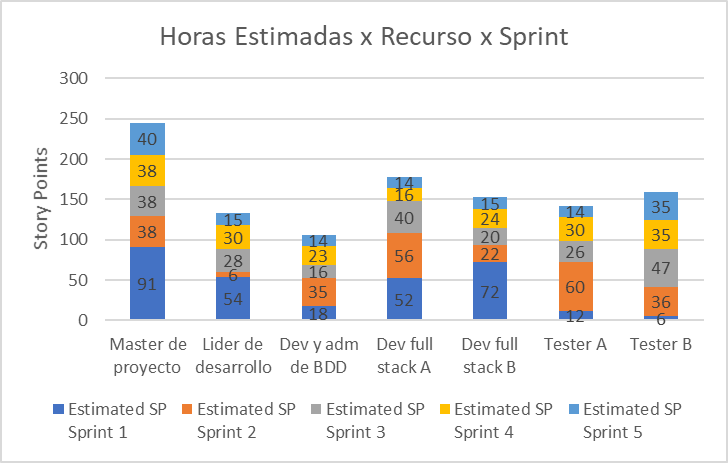 Horas Estimadas x Recurso x Sprint
300
250
200
150
100
50
0
Story Points
40
38
38
38
91
15
30
28
6
54
14
23
16
35
18
14
16
40
56
52
15
24
20
22
72
14
30
26
60
12
35
35
47
36
6
Master de
proyecto
Lider de
desarrollo
Dev y adm
de BDD
Dev full
stack A
Dev full
stack B
Tester A
Tester B
Estimated SP
Sprint 1
Estimated SP
Sprint 2
Estimated SP
Sprint 3
Estimated SP
Sprint 4
Estimated SP
Sprint 5